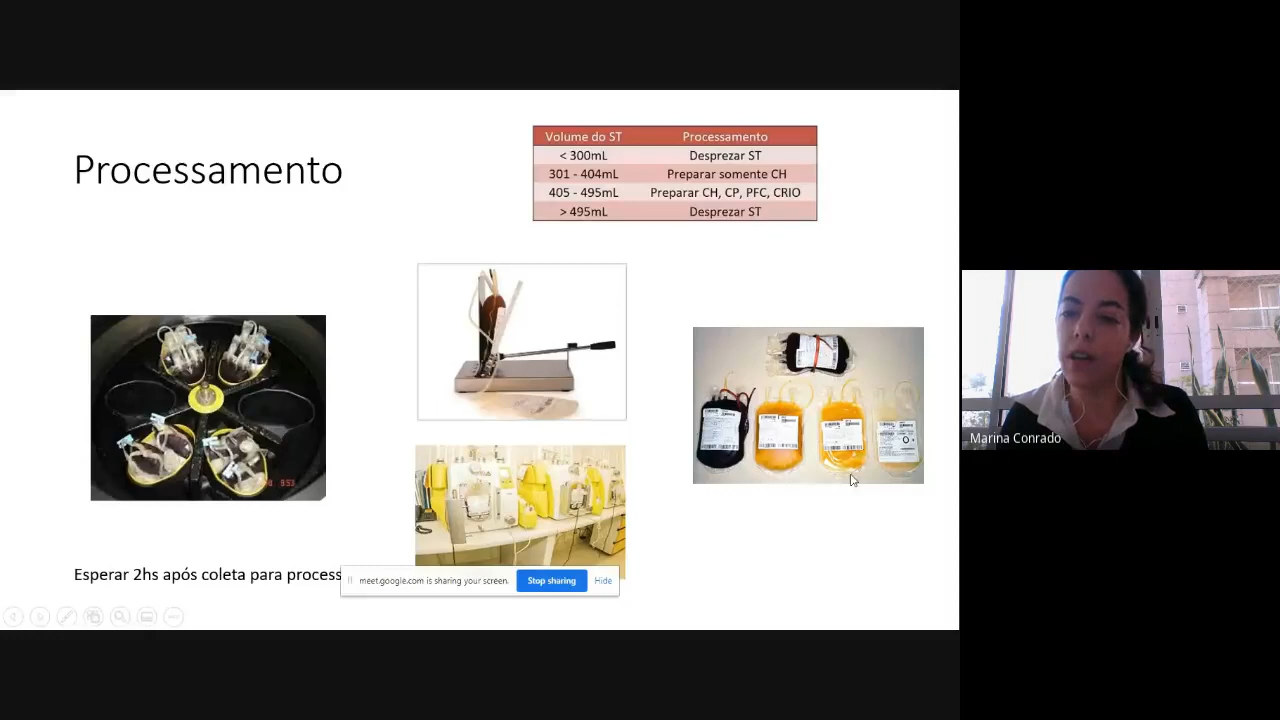 Processamento
Volume do ST Processamento
< 300mL Desprezar ST
301 - 404mL Preparar somente CH
405 - 495mL Preparar CH, CP, PFC, CRIO
> 495mL Desprezar ST
Marina Conrado
Esperar 2hs após coleta para process
meet.google.com is sharing your screen.
Stop sharing
Hide